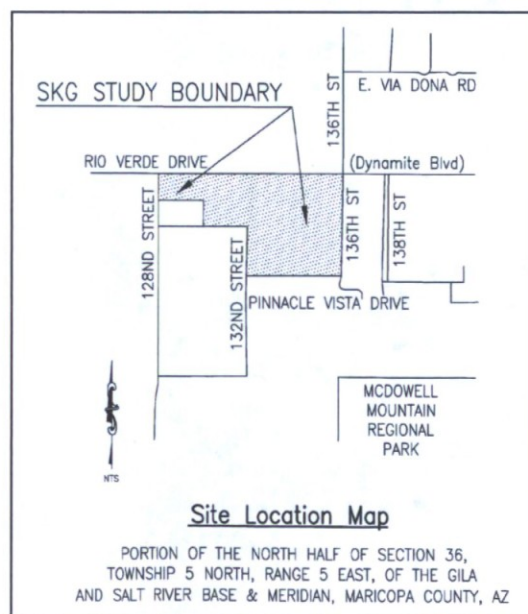 136TH ST
E. VIA DONA RD
SKG STUDY BOUNDARY
RIO VERDE DRIVE
(Dynamite Blvd)
128ND STREET
132ND STREET
136TH ST
138TH ST
PINNACLE VISTA DRIVE
MCDOWELL
MOUNTAIN
REGIONAL
PARK
NTS
Site Location Map
PORTION OF THE NORTH HALF OF SECTION 36,
TOWNSHIP 5 NORTH, RANGE 5 EAST, OF THE GILA
AND SALT RIVER BASE & MERIDIAN, MARICOPA COUNTY, AZ